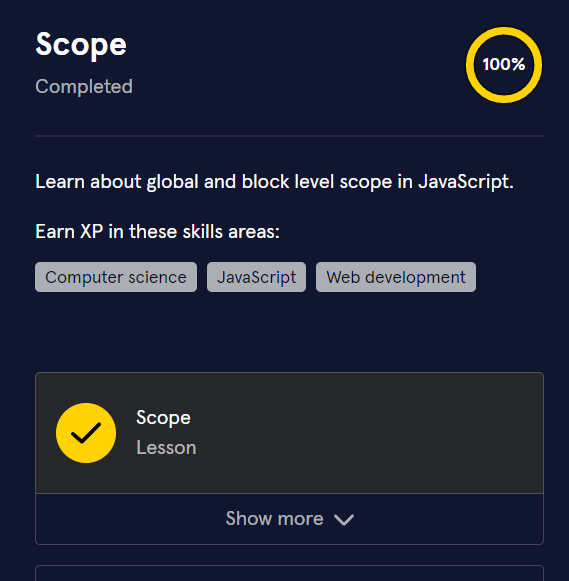 Scope
100%
Completed
Learn about global and block level scope in JavaScript.
Earn XP in these skills areas:
Computer science
JavaScript
Web development
Scope
Lesson
Show more